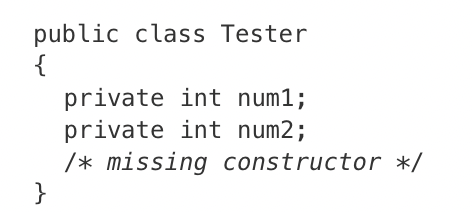 public class Tester
{
private int num1;
private int num2;
/* missing constructor */
}